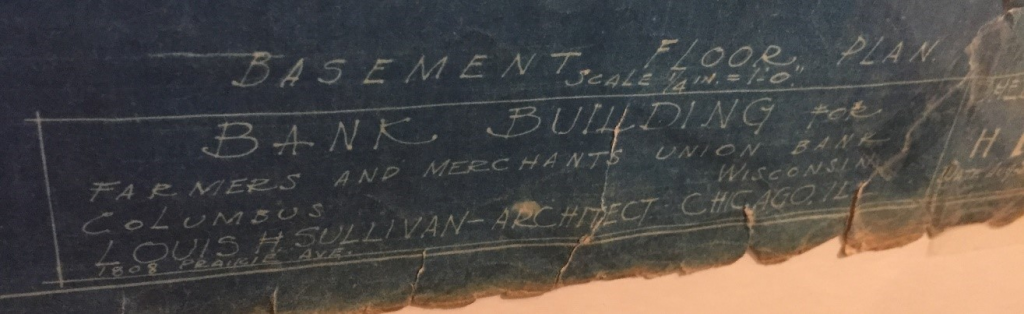 BASEMENT FLOOR PLAN.
SCALE 1/4 IN. = 1'-0"
BANK BUILDING FOR
FARMERS AND MERCHANTS UNION BANK
COLUMBUS WISCONSIN
LOUIS H. SULLIVAN - ARCHITECT - CHICAGO. ILL
1808 PRAIRIE AVE.
H